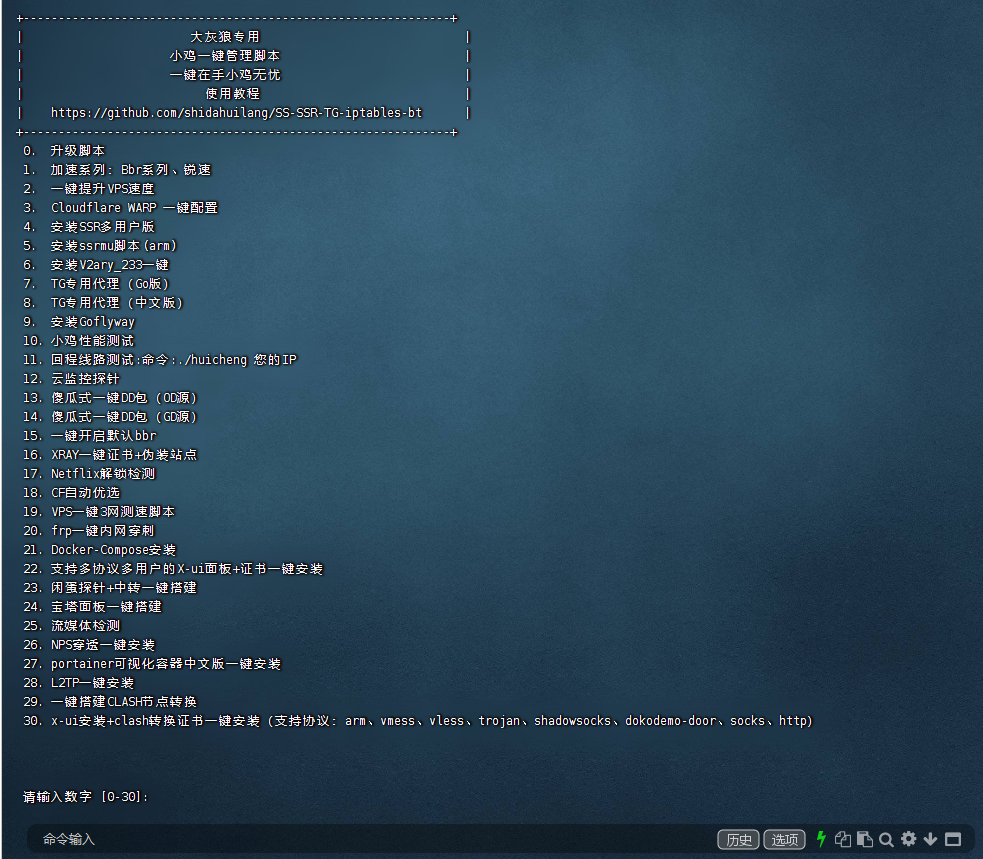 +--------------------------------------------------------------+
| 大灰狼专用 |
| 小鸡一键管理脚本 |
| 一键在手小鸡无忧 |
| 使用教程 |
| https://github.com/shidahuilang/SS-SSR-TG-iptables-bt |
+--------------------------------------------------------------+
0. 升级脚本
1. 加速系列: Bbr系列、锐速
2. 一键提升VPS速度
3. Cloudflare WARP 一键配置
4. 安装SSR多用户版
5. 安装ssrmu脚本(arm)
6. 安装V2ary_233一键
7. TG专用代理 (Go版)
8. TG专用代理 (中文版)
9. 安装Goflyway
10. 小鸡性能测试
11. 回程线路测试:命令:./huicheng 您的IP
12. 云监控探针
13. 傻瓜式一键DD包 (OD源)
14. 傻瓜式一键DD包 (GD源)
15. 一键开启默认bbr
16. XRAY一键证书+伪装站点
17. Netflix解锁检测
18. CF自动优选
19. VPS一键3网测速脚本
20. frp一键内网穿刺
21. Docker-Compose安装
22. 支持多协议多用户的X-ui面板+证书一键安装
23. 闲蛋探针+中转一键搭建
24. 宝塔面板一键搭建
25. 流媒体检测
26. NPS穿透一键安装
27. portainer可视化容器中文版一键安装
28. L2TP一键安装
29. 一键搭建CLASH节点转换
30. x-ui安装+clash转换证书一键安装 (支持协议: arm、vmess、vless、trojan、shadowsocks、dokodemo-door、socks、http)
请输入数字 [0-30]:
命令输入 历史 选项